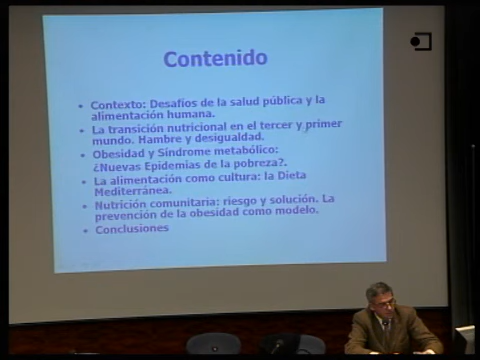 Contenido
• Contexto: Desafíos de la salud pública y la
alimentación humana.
• La transición nutricional en el tercer y primer
mundo. Hambre y desigualdad.
• Obesidad y Síndrome metabólico:
¿Nuevas Epidemias de la pobreza?.
• La alimentación como cultura: la Dieta
Mediterránea.
• Nutrición comunitaria: riesgo y solución. La
prevención de la obesidad como modelo.
• Conclusiones